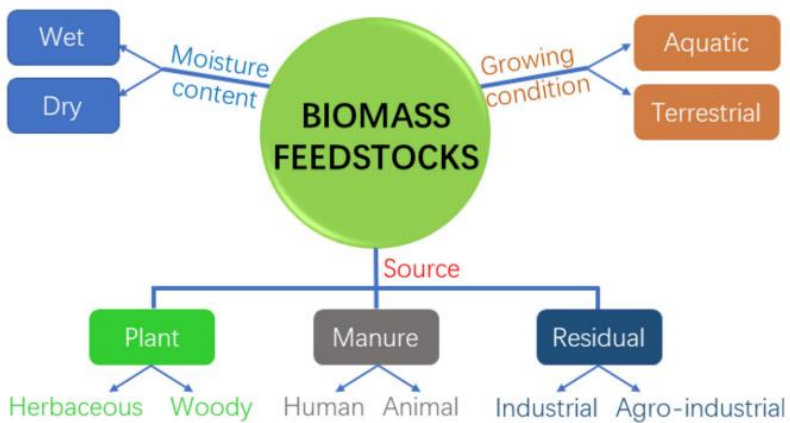 Wet
Dry
Moisture
content
BIOMASS
FEEDSTOCKS
Growing
condition
Aquatic
Terrestrial
Source
Plant
Manure
Residual
Herbaceous
Woody
Human
Animal
Industrial
Agro-industrial